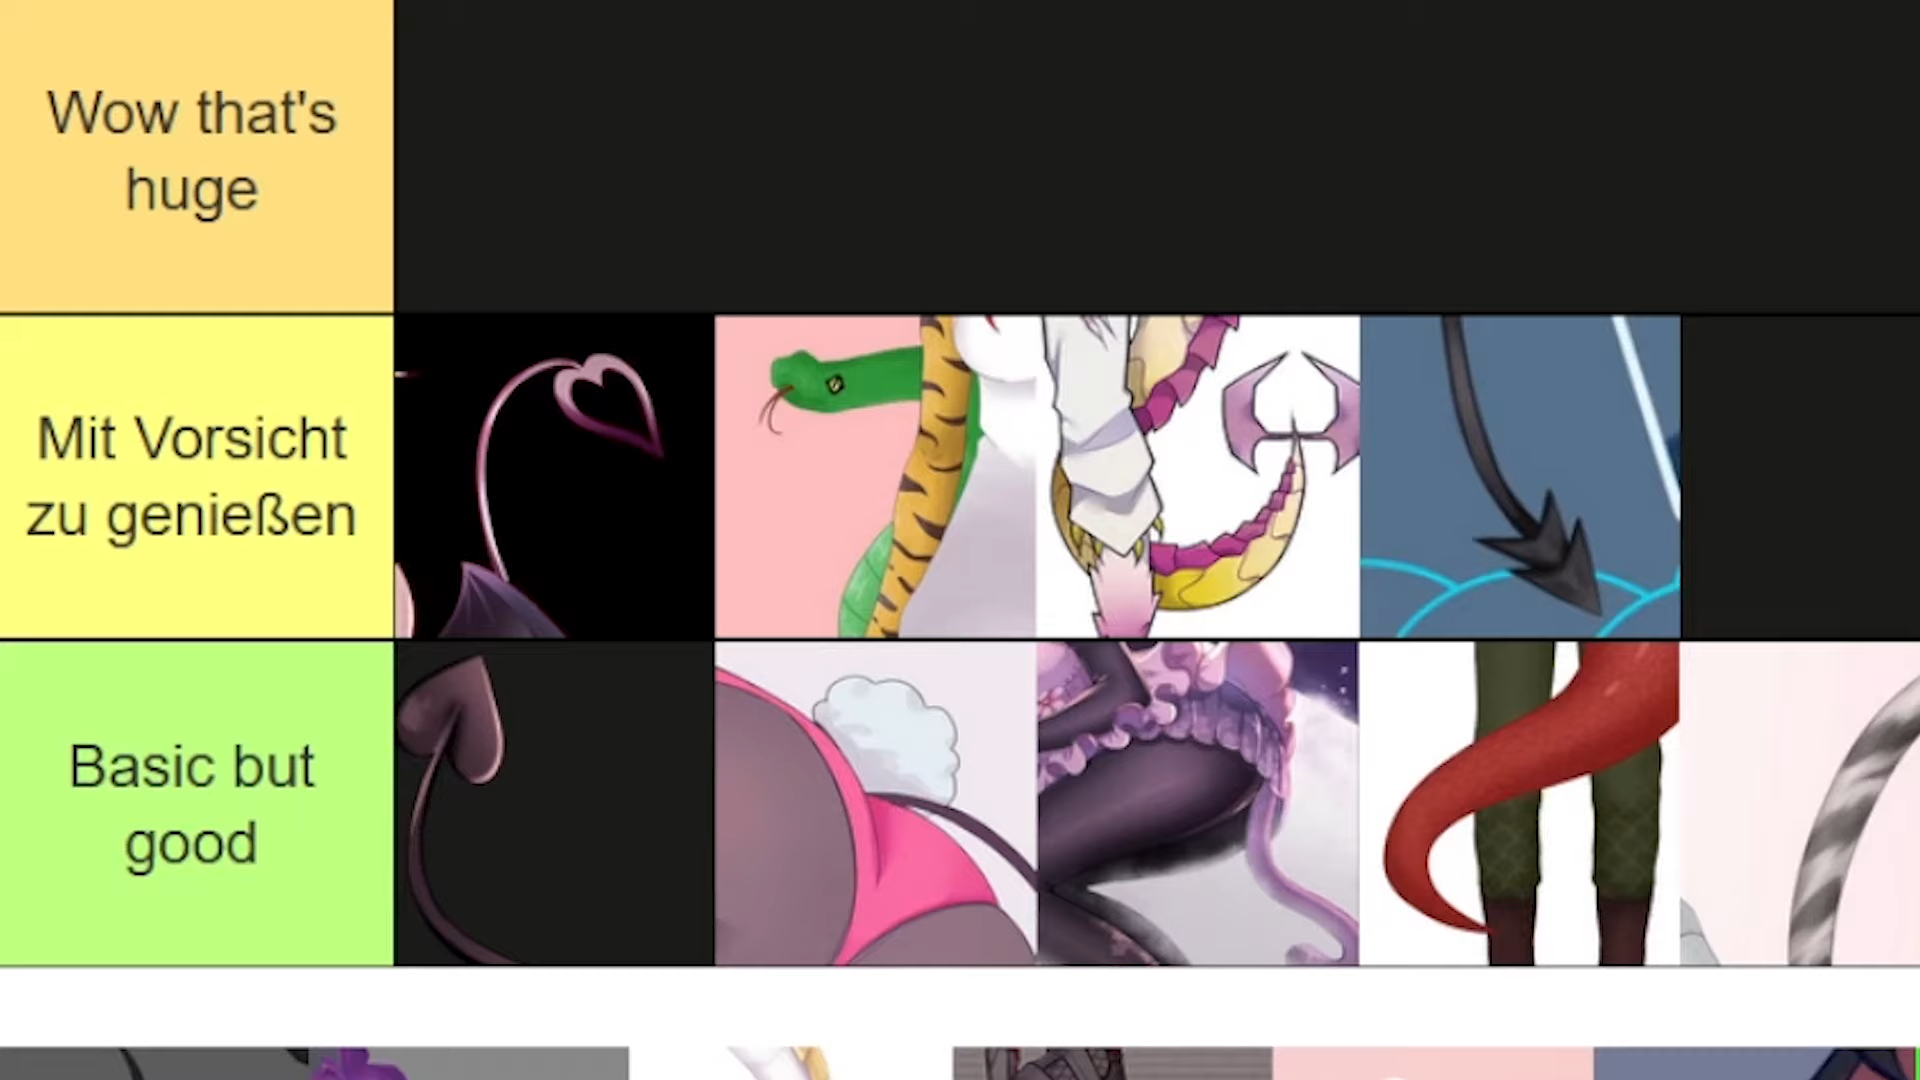 Wow that's
huge
Mit Vorsicht
zu genießen
Basic but
good